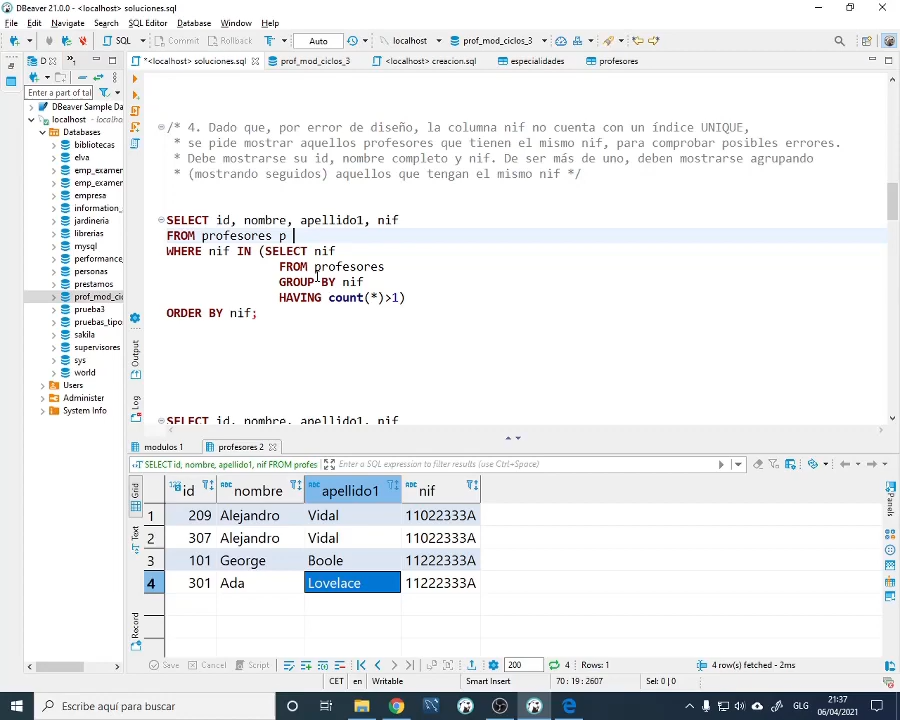 DBeaver 21.0.0 - <localhost> soluciones.sql
File Edit Navigate Search SQL Editor Database Window Help
SQL Commit Rollback Auto localhost prof_mod_ciclos_3
D *<localhost> soluciones.sql prof_mod_ciclos_3 <localhost> creacion.sql especialidades profesores
Enter a part of tal
DBeaver Sample Da
localhost - localho
Databases
bibliotecas
elva
emp_examer
emp_examer
empresa
information_
jardineria
librerias
mysql
performance_
personas
prestamos
prof_mod_cic
prueba3
pruebas_tipo
sakila
supervisores
sys
world
Users
Administer
System Info
/* 4. Dado que, por error de diseño, la columna nif no cuenta con un índice UNIQUE,
* se pide mostrar aquellos profesores que tienen el mismo nif, para comprobar posibles errores.
* Debe mostrarse su id, nombre completo y nif. De ser más de uno, deben mostrarse agrupando
* (mostrando seguidos) aquellos que tengan el mismo nif */
SELECT id, nombre, apellido1, nif
FROM profesores p
WHERE nif IN (SELECT nif
FROM profesores
GROUP BY nif
HAVING count(*)>1)
ORDER BY nif;
SELECT id, nombre, apellido1, nif
Output
Log
modulos 1 profesores 2
SELECT id, nombre, apellido1, nif FROM profes Enter a SQL expression to filter results (use Ctrl+Space)
Grid
Text
Record
Panels
id nombre apellido1 nif
1 209 Alejandro Vidal 11022333A
2 307 Alejandro Vidal 11022333A
3 101 George Boole 11222333A
4 301 Ada Lovelace 11222333A
Save Cancel Script 200 4 Rows: 1 4 row(s) fetched - 2ms
CET en Writable Smart Insert 70 : 19 : 2607 Sel: 0 | 0
Escribe aquí para buscar GLG 21:37
06/04/2021